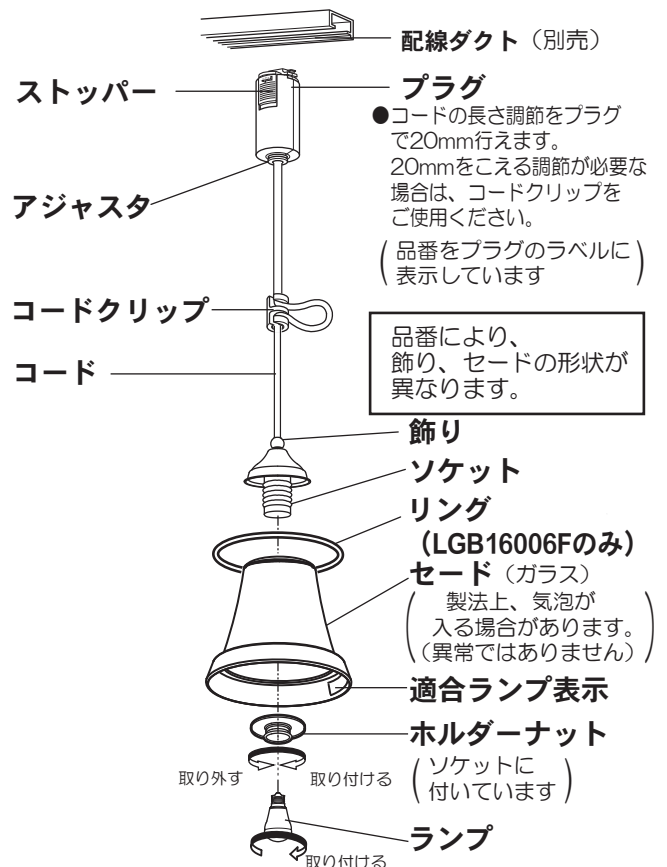 配線ダクト（別売）
ストッパー
プラグ
●コードの長さ調節をプラグ
で20mm行えます。
20mmをこえる調節が必要な
場合は、コードクリップを
ご使用ください。
アジャスタ
（品番をプラグのラベルに
表示しています）
コードクリップ
品番により、
飾り、セードの形状が
異なります。
コード
飾り
ソケット
リング
（LGB16006Fのみ）
セード（ガラス）
（製法上、気泡が
入る場合があります。
（異常ではありません））
適合ランプ表示
ホルダーナット
（ソケットに
付いています）
取り外す 取り付ける
ランプ
取り付ける